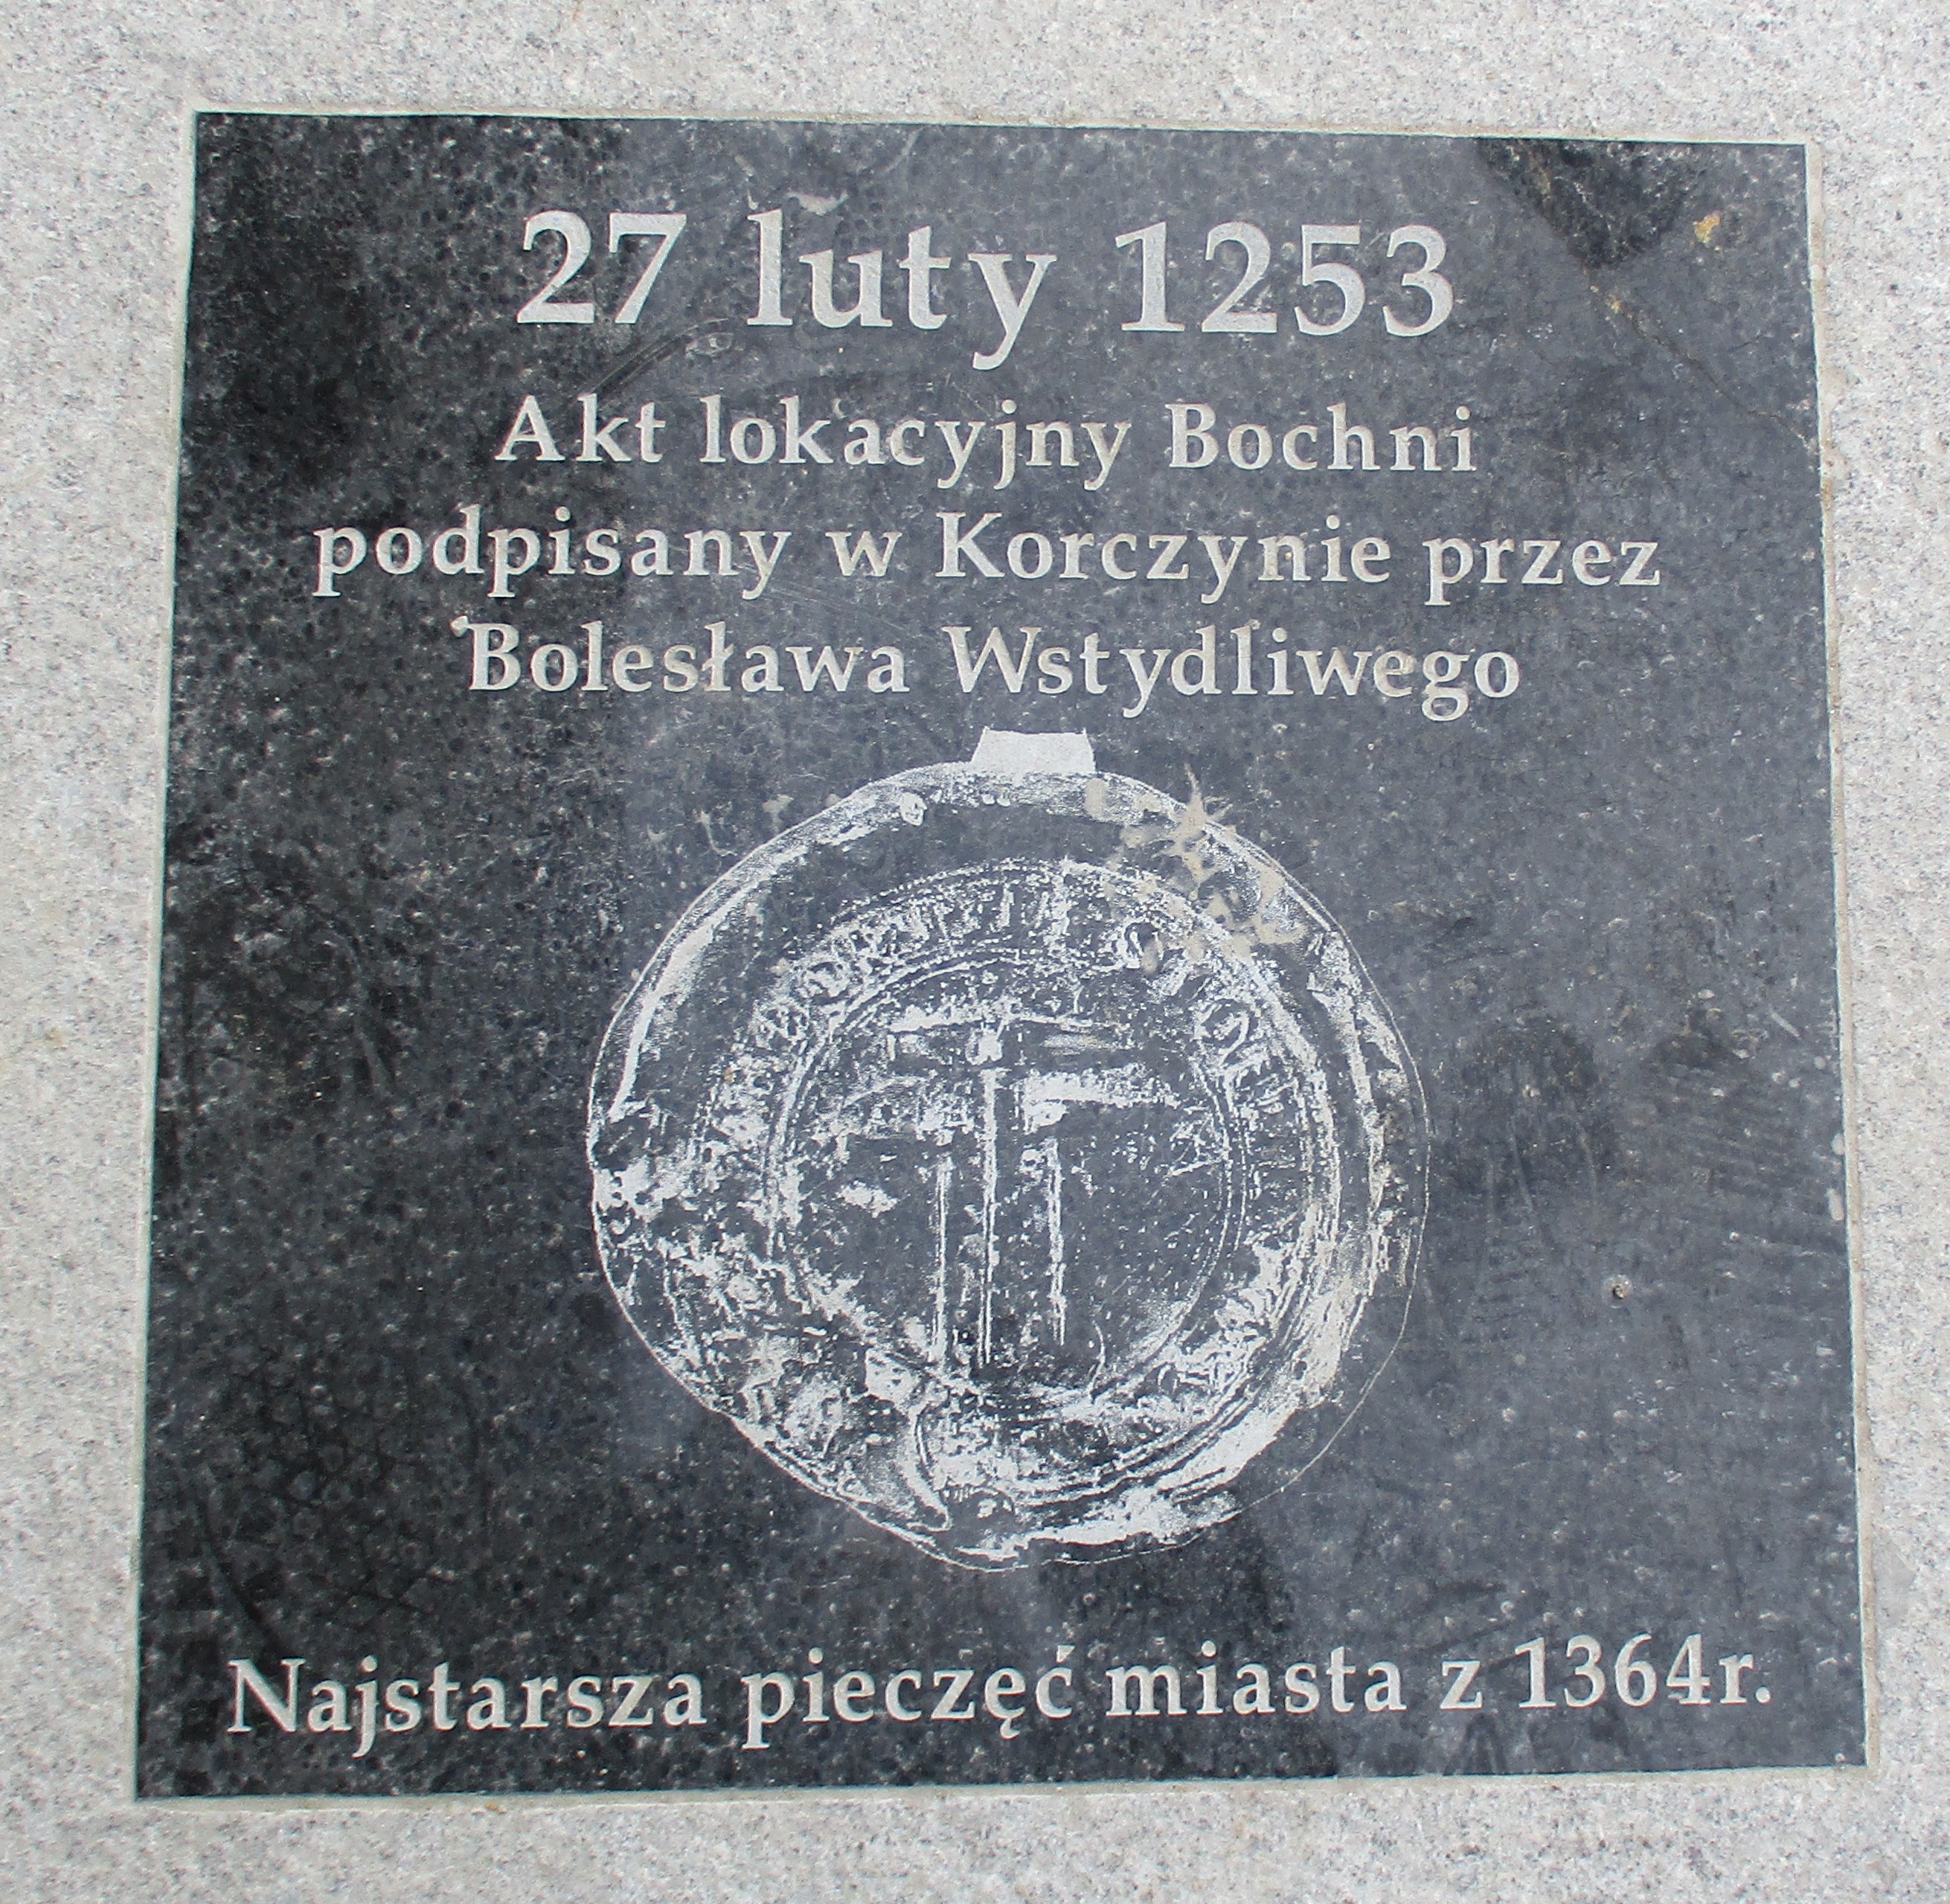 27 luty 1253
Akt lokacyjny Bochni
podpisany w Korczynie przez
Bolesława Wstydliwego
Najstarsza pieczęć miasta z 1364r.